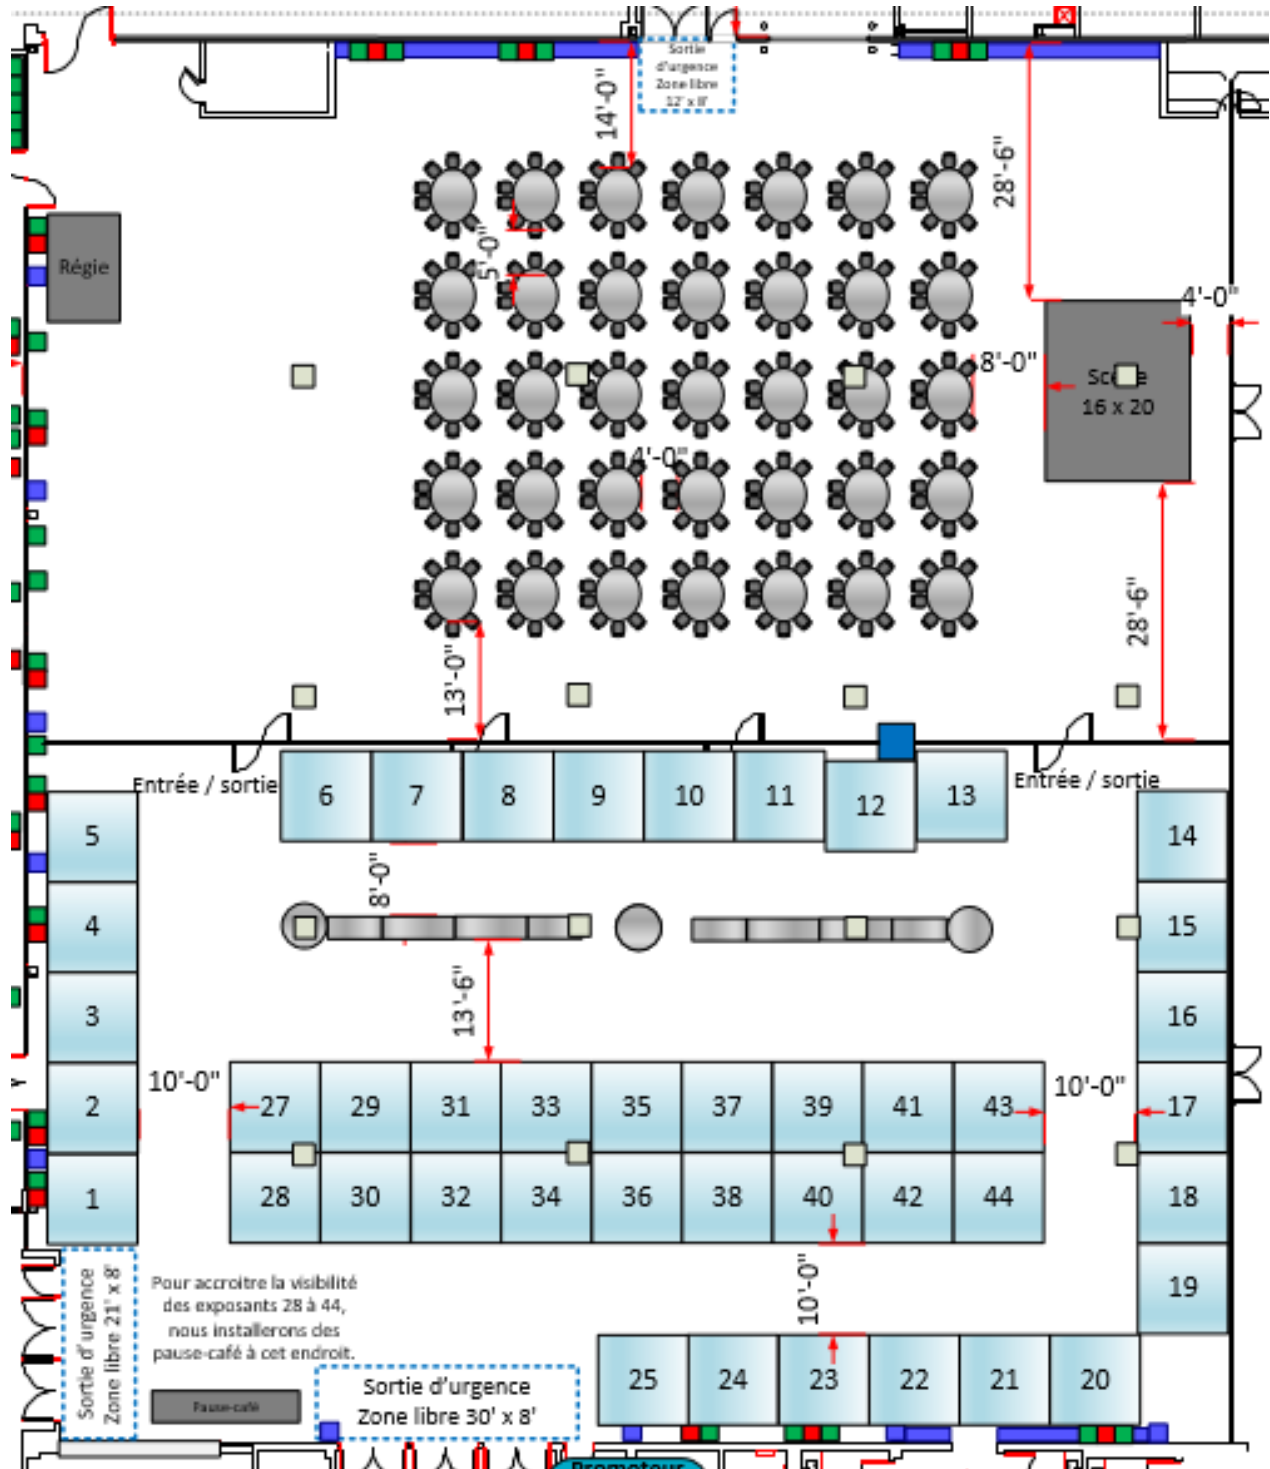 Sortie
d'urgence
Zone libre
12' x 8'
14'-0"
28'-6"
5'-0"
Régie
4'-0"
8'-0"
Scène
16 x 20
4'-0"
28'-6"
13'-0"
Entrée / sortie
Entrée / sortie
6 7 8 9 10 11 12 13
5
14
8'-0"
4
15
13'-6"
3
16
10'-0"
10'-0"
2
27 29 31 33 35 37 39 41 43
17
1
28 30 32 34 36 38 40 42 44
18
19
10'-0"
Sortie d'urgence
Zone libre 21' x 8'
Pour accroitre la visibilité
des exposants 28 à 44,
nous installerons des
pause-café à cet endroit.
Pause-café
Sortie d'urgence
Zone libre 30' x 8'
25 24 23 22 21 20
Promoteur